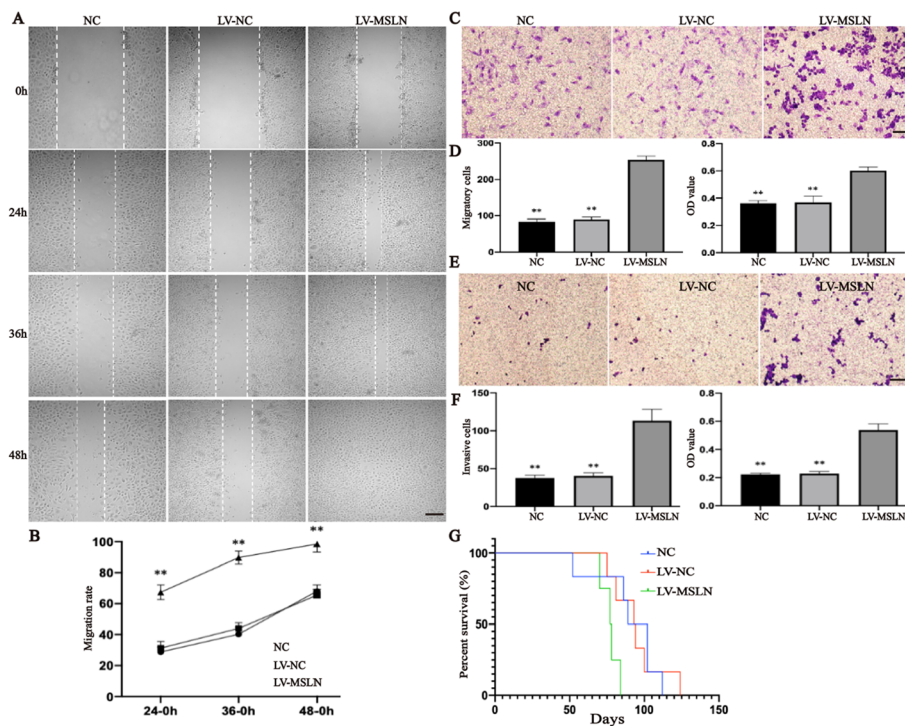 A
NC
LV-NC
LV-MSLN
0h
24h
36h
48h
B
Migration rate
100
80
60
40
20
0
**
**
**
NC
LV-NC
LV-MSLN
24-0h
36-0h
48-0h
C
NC
LV-NC
LV-MSLN
D
Migratory cells
300
200
100
0
**
**
NC
LV-NC
LV-MSLN
OD value
0.6
0.4
0.2
0.0
**
**
NC
LV-NC
LV-MSLN
E
NC
LV-NC
LV-MSLN
F
Invasive cells
150
100
50
0
**
**
NC
LV-NC
LV-MSLN
OD value
0.8
0.6
0.4
0.2
0.0
**
**
NC
LV-NC
LV-MSLN
G
Percent survival (%)
100
50
0
NC
LV-NC
LV-MSLN
0
50
100
150
Days